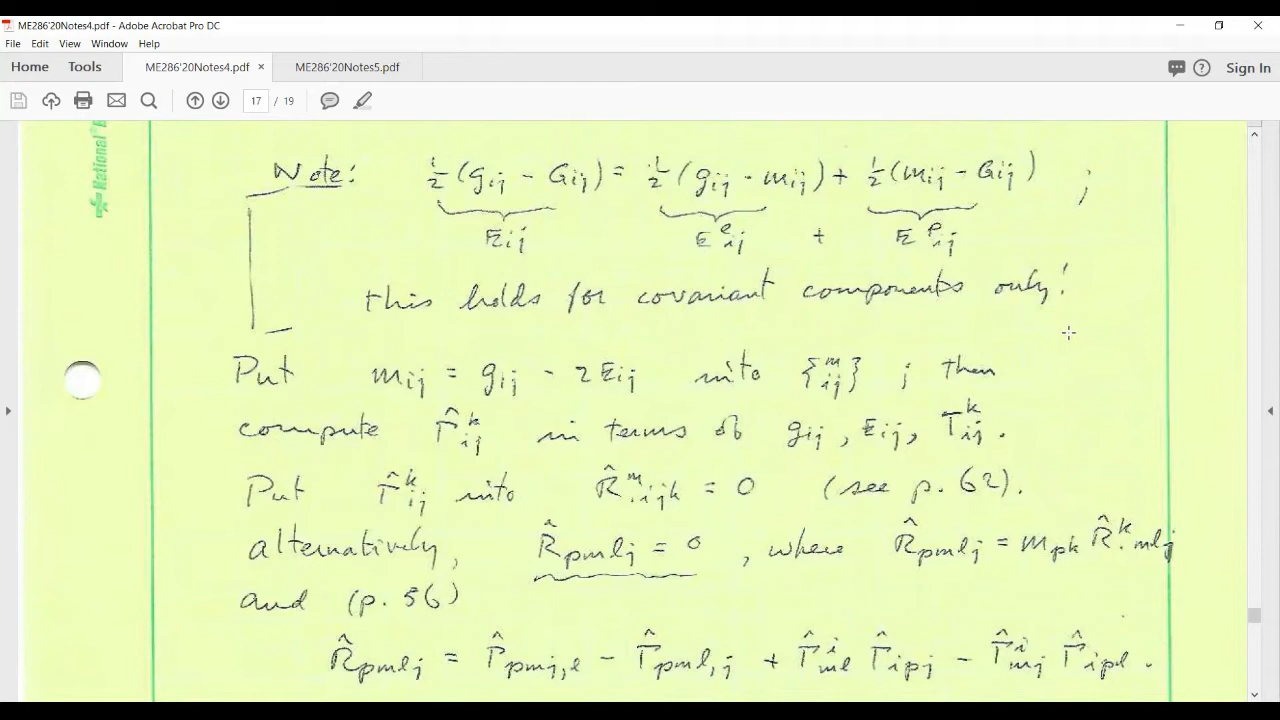 ME286'20Notes4.pdf - Adobe Acrobat Pro DC
File Edit View Window Help
Home Tools ME286'20Notes4.pdf × ME286'20Notes5.pdf Sign In
17 / 19
National
Note: ½(gij - Gij) = ½(gij - mij) + ½(mij - Gij) ;
Eij Eᵉij + Eᵖij
this holds for covariant components only!
Put mij = gij - 2Eij into {ᵐij} ; then
compute Γ̂ᵏij in terms of gij, Eij, Tᵏij.
Put Γ̂ᵏij into R̂ᵐ.ijk = 0 (see p. 62).
alternatively, R̂pmlj = 0, where R̂pmlj = mpk R̂ᵏ.mlj
and (p. 56)
R̂pmlj = Γ̂pmj,l - Γ̂pml,j + Γ̂ⁱml Γ̂ipj - Γ̂ⁱmj Γ̂ipl.